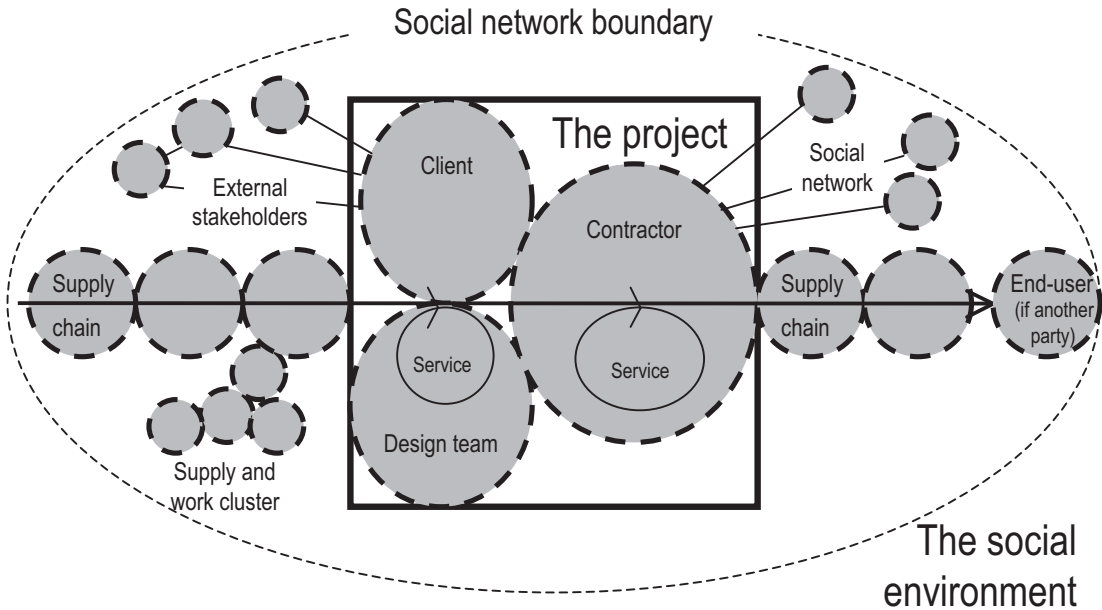 Social network boundary
The project
Client
Social
network
External
stakeholders
Contractor
Supply
chain
Supply
chain
End-user
(if another
party)
Service
Service
Design team
Supply and
work cluster
The social
environment